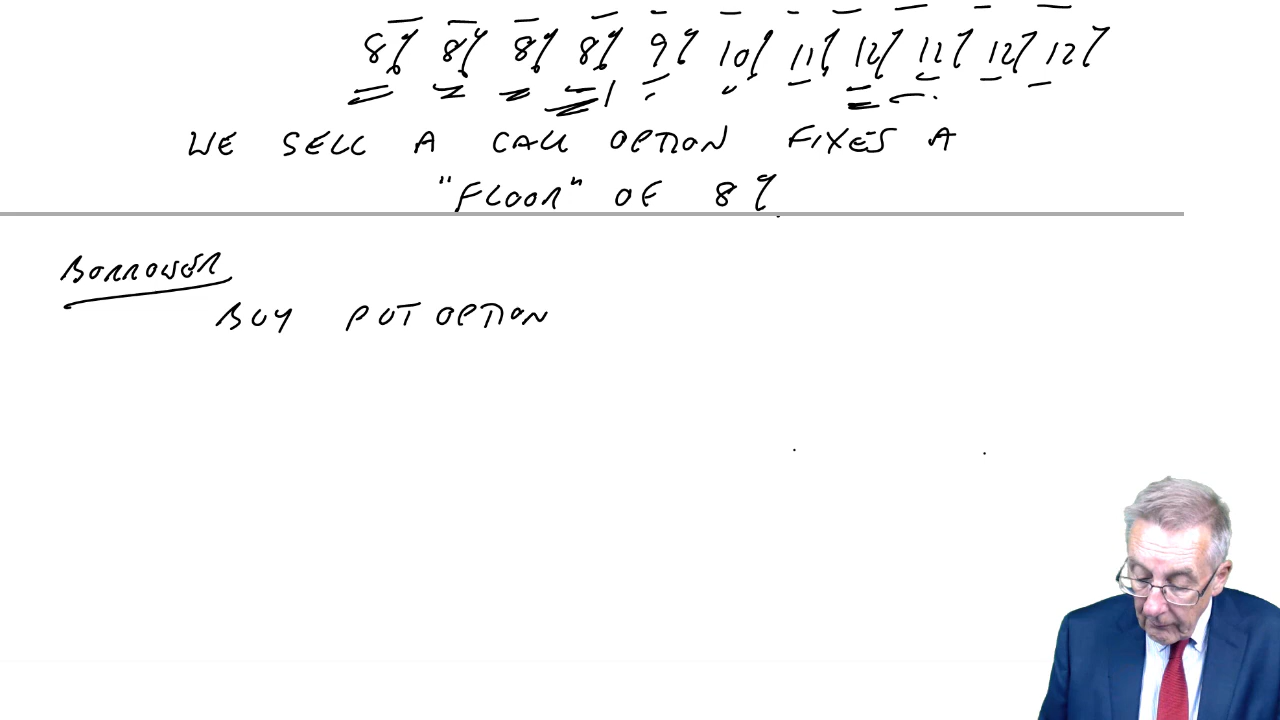 8% 8% 8% 8% 9% 10% 11% 12% 12% 12% 12%
WE SELL A CALL OPTION FIXES A
"FLOOR" OF 8%
BORROWER
BUY PUT OPTION